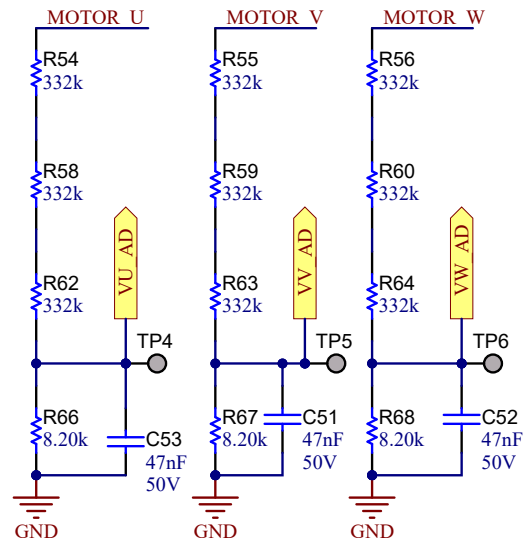 MOTOR_U
R54
332k
R58
332k
R62
332k
VU_AD
TP4
R66
8.20k
C53
47nF
50V
GND
MOTOR_V
R55
332k
R59
332k
R63
332k
VV_AD
TP5
R67
8.20k
C51
47nF
50V
GND
MOTOR_W
R56
332k
R60
332k
R64
332k
VW_AD
TP6
R68
8.20k
C52
47nF
50V
GND